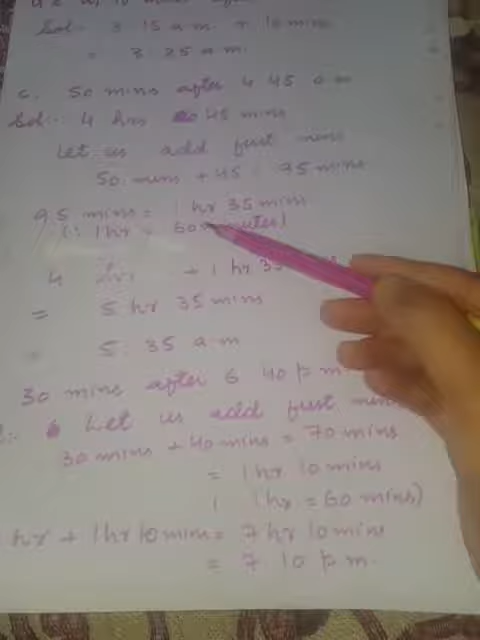 Sol:- 3 15 a.m. + 10 mins
= 3 25 a.m.
c. 50 mins after 4 45 a.m
Sol:- 4 hrs 45 mins
Let us add first mins
50 mins + 45 = 95 mins
95 mins = 1 hr 35 mins
(∵ 1 hr = 60 minutes)
4 hr + 1 hr 35
= 5 hr 35 mins
= 5 35 a.m
30 mins after 6 40 p.m
Let us add first mins
30 mins + 40 mins = 70 mins
= 1 hr 10 mins
( 1 hr = 60 mins)
hr + 1 hr 10 min = 7 hr 10 mins
= 7 10 p.m.